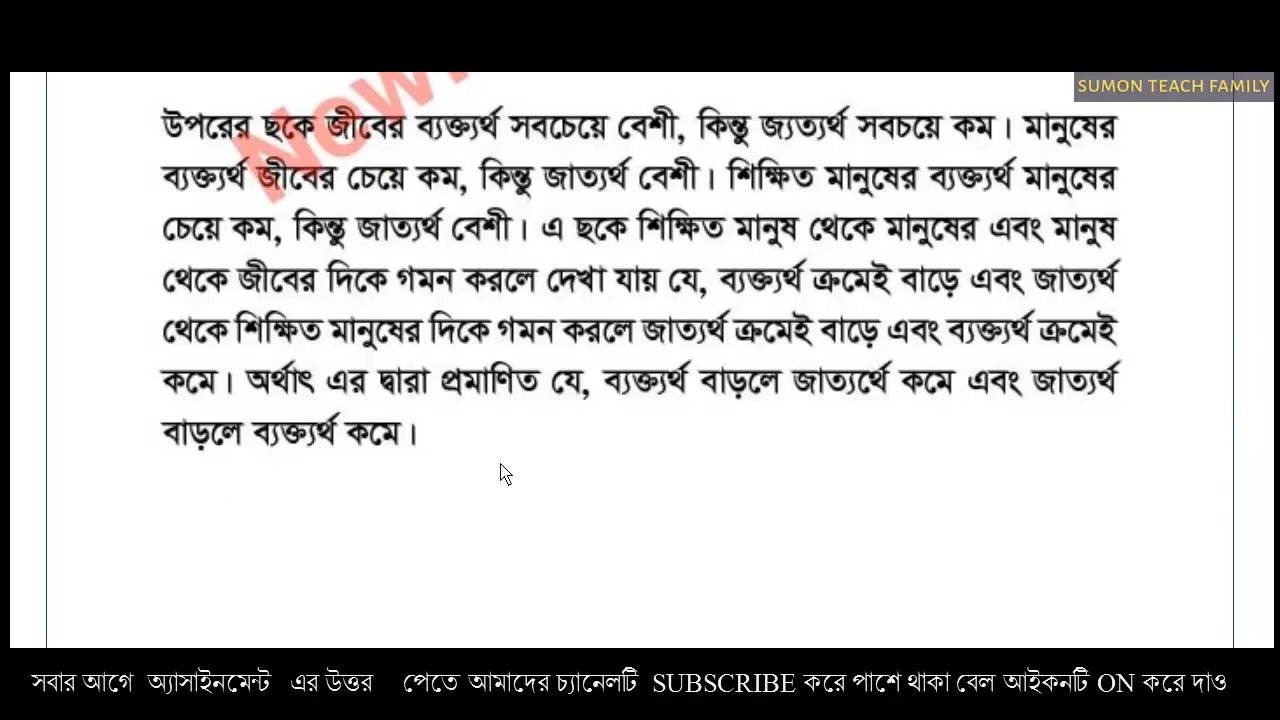 Now
SUMON TEACH FAMILY
উপরের ছকে জীবের ব্যক্ত্যর্থ সবচেয়ে বেশী, কিন্তু জ্যত্যর্থ সবচয়ে কম। মানুষের
ব্যক্ত্যর্থ জীবের চেয়ে কম, কিন্তু জাত্যর্থ বেশী। শিক্ষিত মানুষের ব্যক্ত্যর্থ মানুষের
চেয়ে কম, কিন্তু জাত্যর্থ বেশী। এ ছকে শিক্ষিত মানুষ থেকে মানুষের এবং মানুষ
থেকে জীবের দিকে গমন করলে দেখা যায় যে, ব্যক্ত্যর্থ ক্রমেই বাড়ে এবং জাত্যর্থ
থেকে শিক্ষিত মানুষের দিকে গমন করলে জাত্যর্থ ক্রমেই বাড়ে এবং ব্যক্ত্যর্থ ক্রমেই
কমে। অর্থাৎ এর দ্বারা প্রমাণিত যে, ব্যক্ত্যর্থ বাড়লে জাত্যর্থে কমে এবং জাত্যর্থ
বাড়লে ব্যক্ত্যর্থ কমে।
সবার আগে অ্যাসাইনমেন্ট এর উত্তর পেতে আমাদের চ্যানেলটি SUBSCRIBE করে পাশে থাকা বেল আইকনটি ON করে দাও